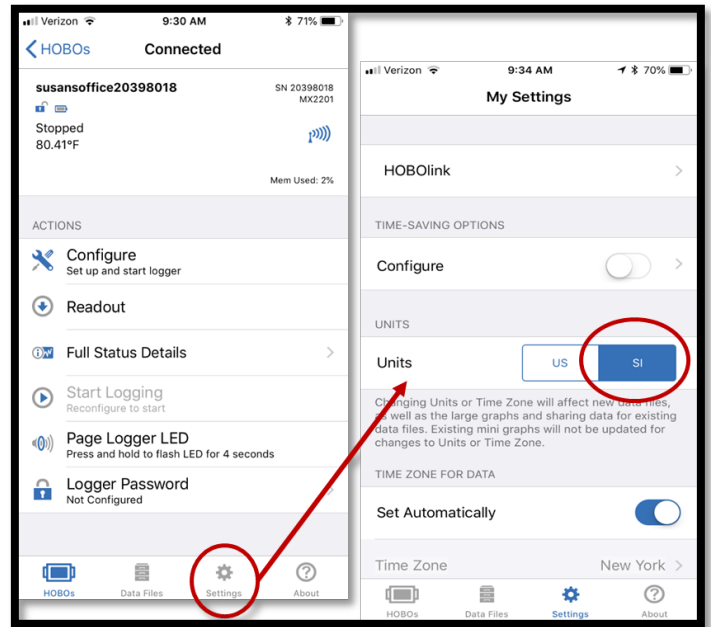 Verizon 9:30 AM 71%
HOBOs Connected
susansoffice20398018 SN 20398018
MX2201
Stopped
80.41°F
Mem Used: 2%
ACTIONS
Configure
Set up and start logger
Readout
Full Status Details
Start Logging
Reconfigure to start
Page Logger LED
Press and hold to flash LED for 4 seconds
Logger Password
Not Configured
HOBOs Data Files Settings About
Verizon 9:34 AM 70%
My Settings
HOBOlink
TIME-SAVING OPTIONS
Configure
UNITS
Units US SI
Changing Units or Time Zone will affect new data files,
as well as the large graphs and sharing data for existing
data files. Existing mini graphs will not be updated for
changes to Units or Time Zone.
TIME ZONE FOR DATA
Set Automatically
Time Zone New York
HOBOs Data Files Settings About